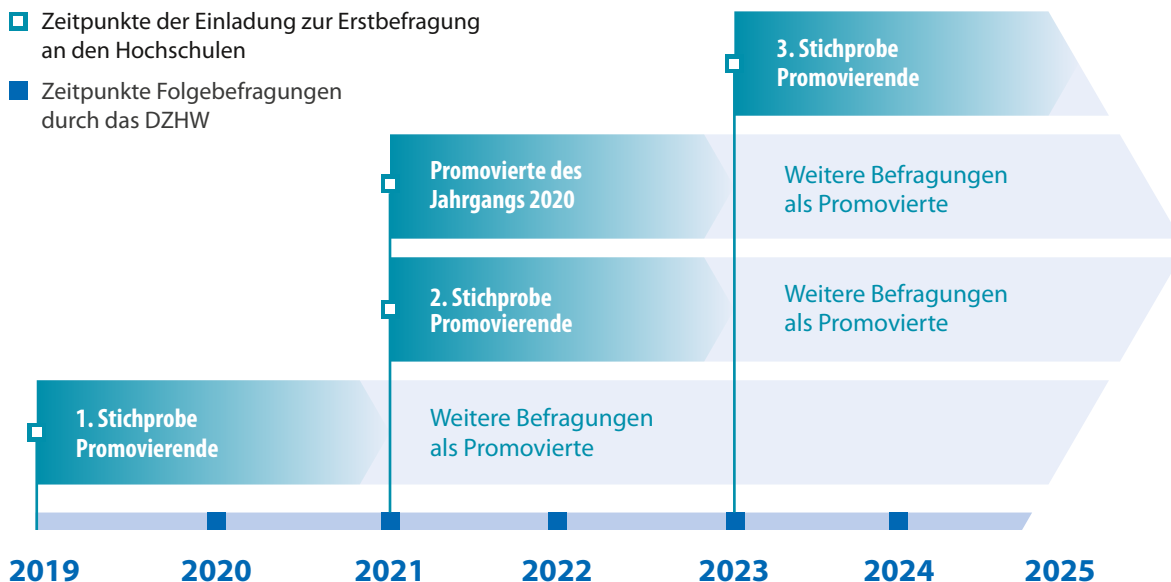 Zeitpunkte der Einladung zur Erstbefragung
an den Hochschulen
Zeitpunkte Folgebefragungen
durch das DZHW
3. Stichprobe
Promovierende
Promovierte des
Jahrgangs 2020
Weitere Befragungen
als Promovierte
2. Stichprobe
Promovierende
Weitere Befragungen
als Promovierte
1. Stichprobe
Promovierende
Weitere Befragungen
als Promovierte
2019 2020 2021 2022 2023 2024 2025